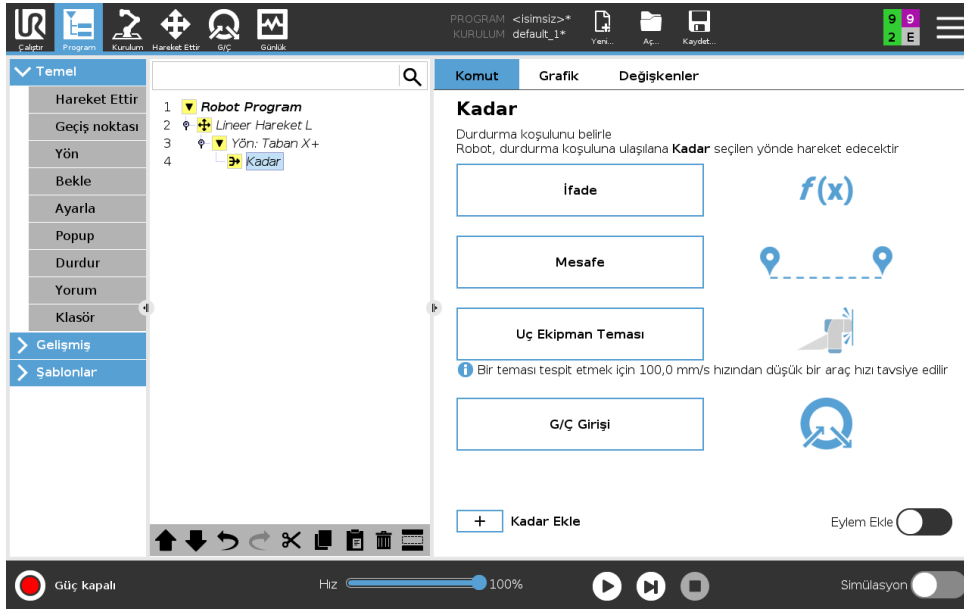 PROGRAM <isimsiz>*
KURULUM default_1*
Çalıştır
Program
Kurulum
Hareket Ettir
G/Ç
Günlük
Yeni...
Aç...
Kaydet...
9 9
2 E
Temel
Hareket Ettir
Geçiş noktası
Yön
Bekle
Ayarla
Popup
Durdur
Yorum
Klasör
Gelişmiş
Şablonlar
1 Robot Program
2 Lineer Hareket L
3 Yön: Taban X+
4 Kadar
Komut Grafik Değişkenler
Kadar
Durdurma koşulunu belirle
Robot, durdurma koşuluna ulaşılana Kadar seçilen yönde hareket edecektir
İfade
f(x)
Mesafe
Uç Ekipman Teması
Bir teması tespit etmek için 100,0 mm/s hızından düşük bir araç hızı tavsiye edilir
G/Ç Girişi
+ Kadar Ekle
Eylem Ekle
Güç kapalı
Hız 100%
Simülasyon